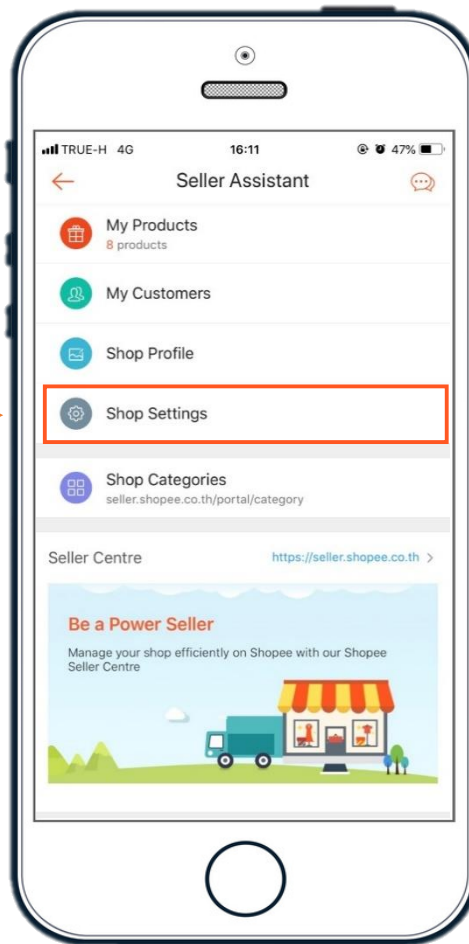 TRUE-H 4G 16:11 47%
Seller Assistant
My Products
8 products
My Customers
Shop Profile
Shop Settings
Shop Categories
seller.shopee.co.th/portal/category
Seller Centre https://seller.shopee.co.th >
Be a Power Seller
Manage your shop efficiently on Shopee with our Shopee
Seller Centre